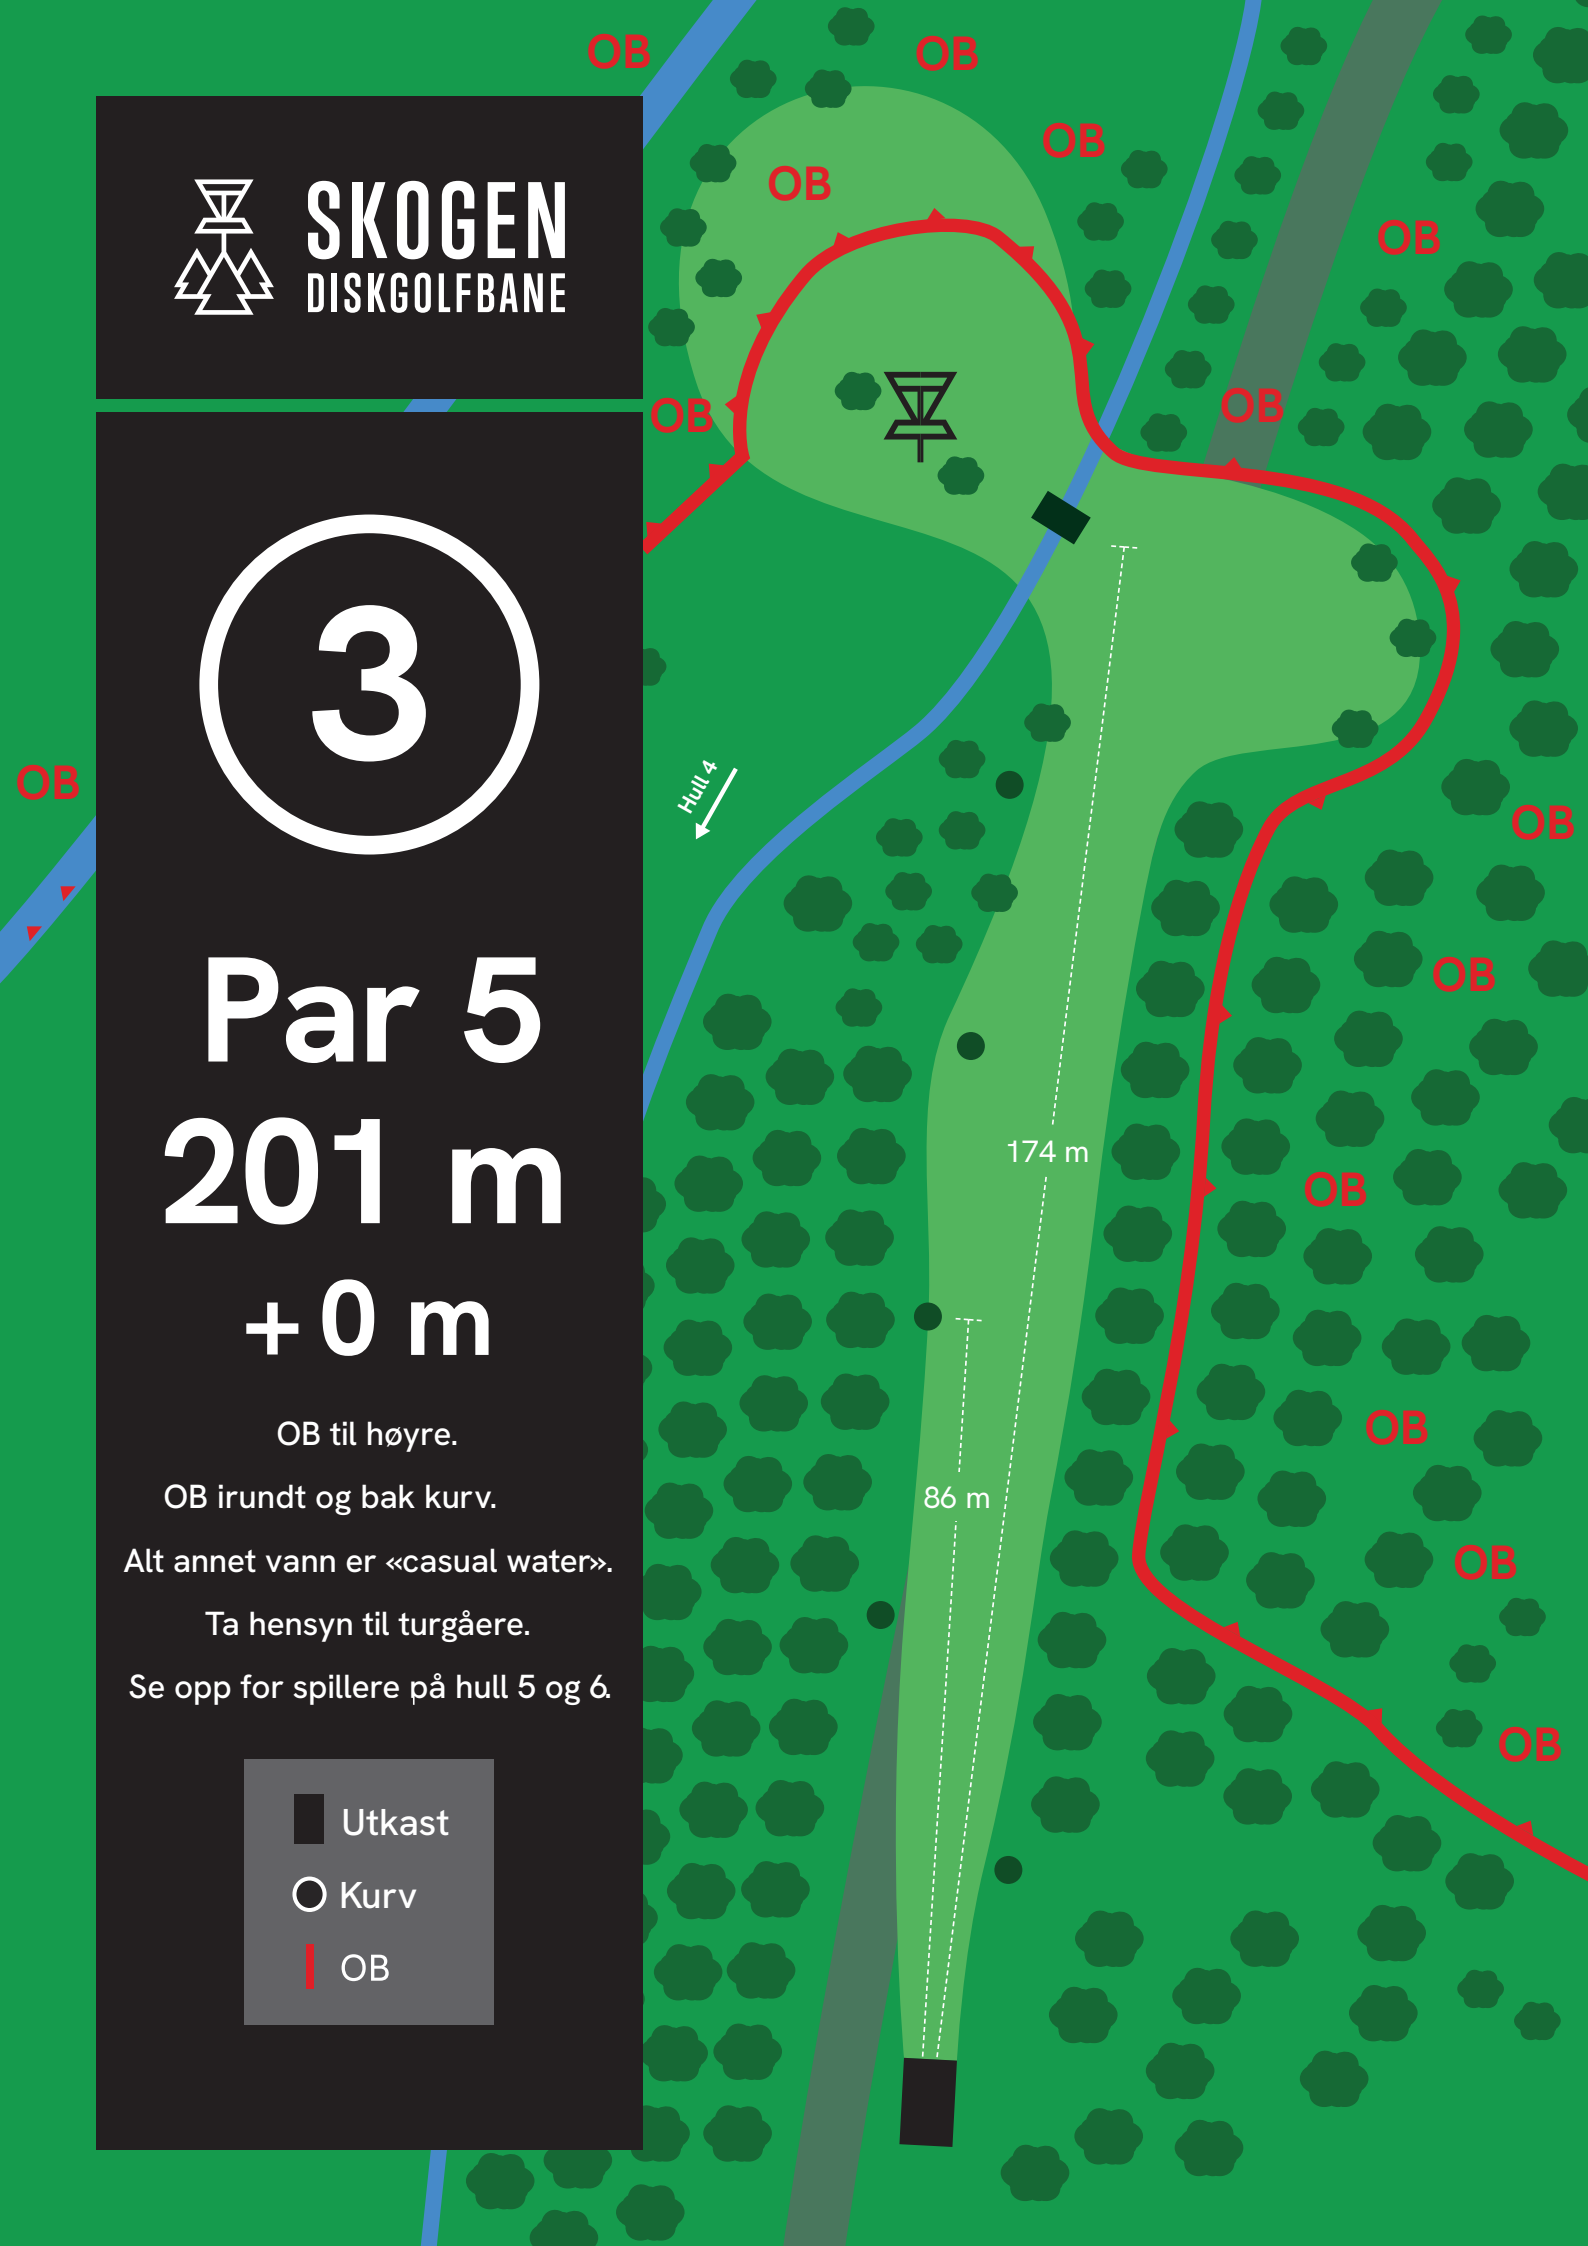 SKOGEN
DISKGOLFBANE
3
Par 5
201 m
+0 m
OB til høyre.
OB irundt og bak kurv.
Alt annet vann er «casual water».
Ta hensyn til turgåere.
Se opp for spillere på hull 5 og 6.
Utkast
Kurv
OB
OB
OB
OB
OB
OB
OB
OB
OB
Hull 4
OB
OB
174 m
OB
OB
86 m
OB
OB